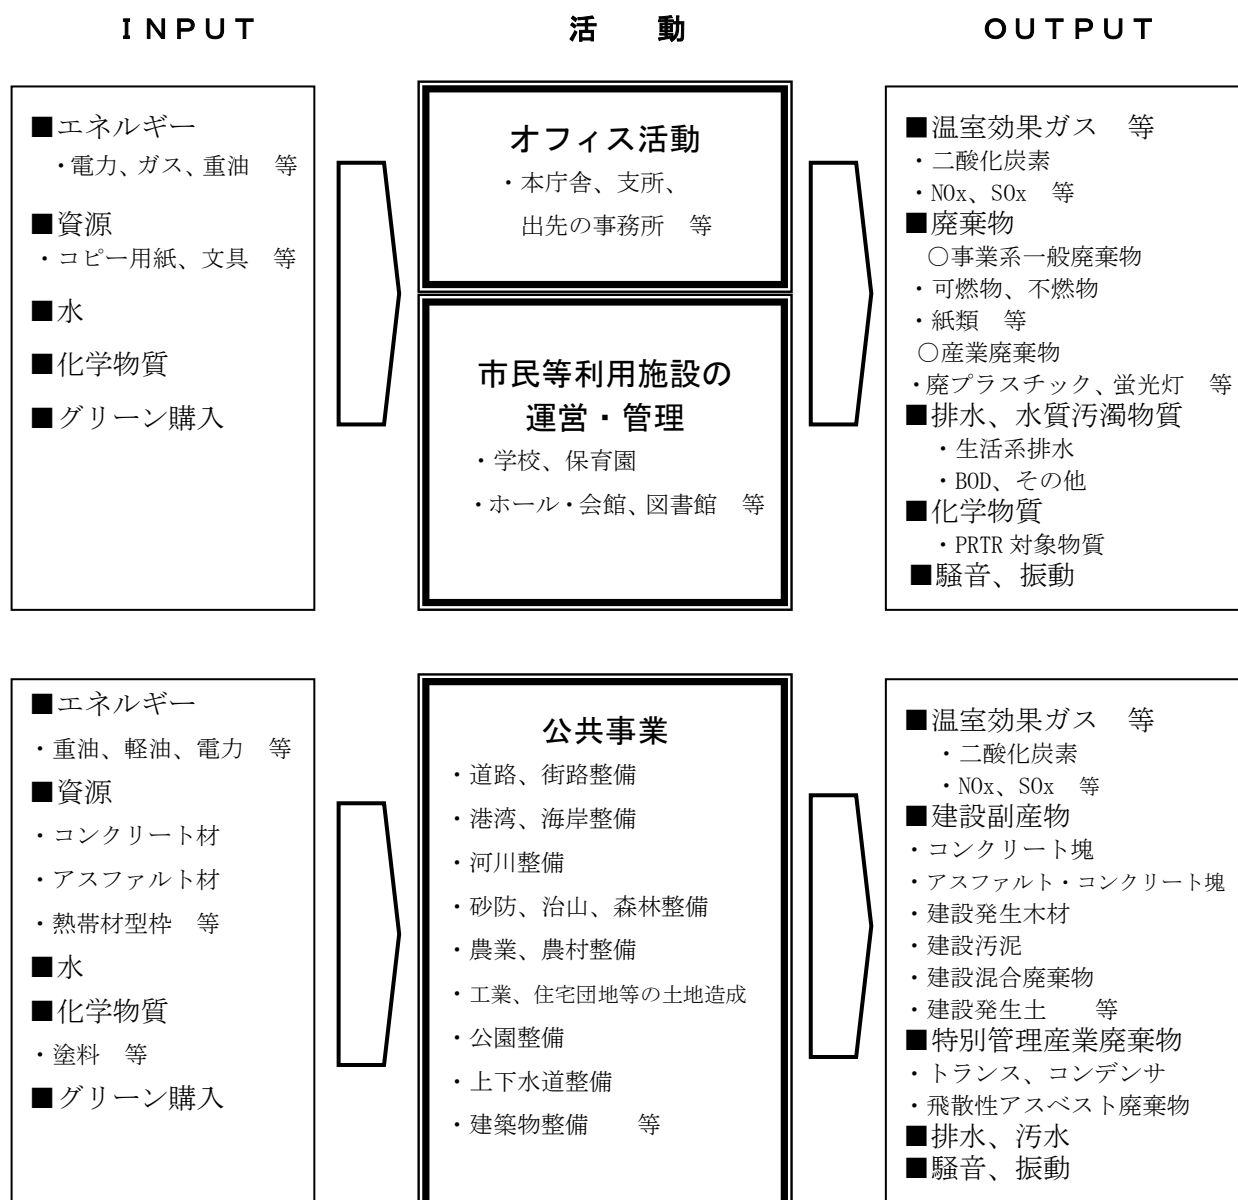 ＩＮＰＵＴ
活　動
ＯＵＴＰＵＴ
■エネルギー
・電力、ガス、重油　等
■資源
・コピー用紙、文具　等
■水
■化学物質
■グリーン購入
オフィス活動
・本庁舎、支所、
出先の事務所　等
市民等利用施設の
運営・管理
・学校、保育園
・ホール・会館、図書館　等
■温室効果ガス　等
・二酸化炭素
・NOx、SOx　等
■廃棄物
○事業系一般廃棄物
・可燃物、不燃物
・紙類　等
○産業廃棄物
・廃プラスチック、蛍光灯　等
■排水、水質汚濁物質
・生活系排水
・BOD、その他
■化学物質
・PRTR 対象物質
■騒音、振動
■エネルギー
・重油、軽油、電力　等
■資源
・コンクリート材
・アスファルト材
・熱帯材型枠　等
■水
■化学物質
・塗料　等
■グリーン購入
公共事業
・道路、街路整備
・港湾、海岸整備
・河川整備
・砂防、治山、森林整備
・農業、農村整備
・工業、住宅団地等の土地造成
・公園整備
・上下水道整備
・建築物整備　　等
■温室効果ガス　等
・二酸化炭素
・NOx、SOx　等
■建設副産物
・コンクリート塊
・アスファルト・コンクリート塊
・建設発生木材
・建設汚泥
・建設混合廃棄物
・建設発生土　　等
■特別管理産業廃棄物
・トランス、コンデンサ
・飛散性アスベスト廃棄物
■排水、汚水
■騒音、振動